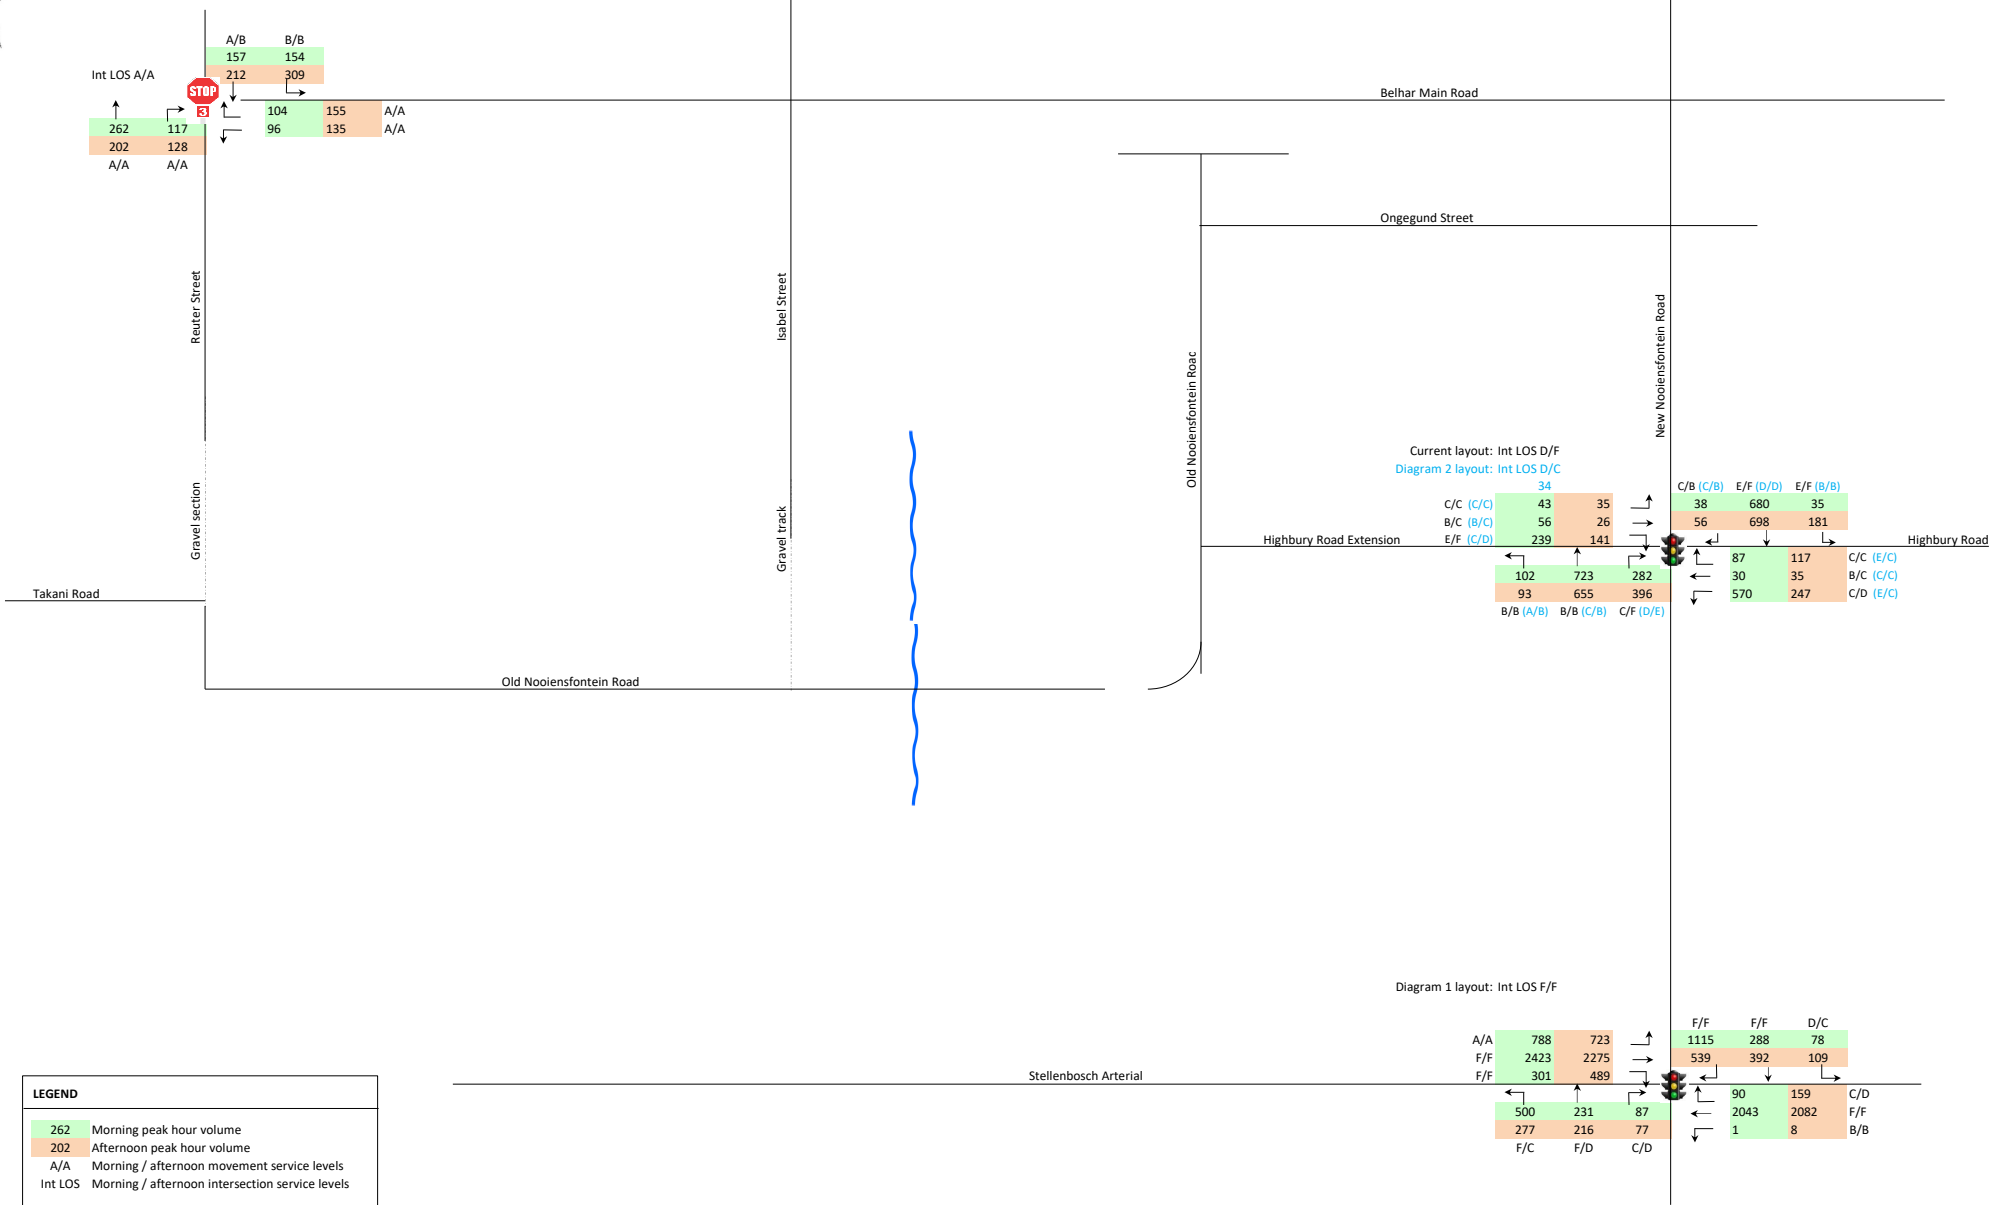 A/B B/B
157 154
Int LOS A/A 212 309
STOP
3
Belhar Main Road
104 155 A/A
262 117 96 135 A/A
202 128
A/A A/A
Ongegund Street
Reuter Street
Isabel Street
New Nooiensfontein Road
Old Nooiensfontein Roac
Gravel section
Gravel track
Current layout: Int LOS D/F
Diagram 2 layout: Int LOS D/C
34
C/B (C/B) E/F (D/D) E/F (B/B)
C/C (C/C) 43 35 38 680 35
B/C (B/C) 56 26 56 698 181
E/F (C/D) 239 141
Highbury Road Extension
Highbury Road
87 117 C/C (E/C)
102 723 282 30 35 B/C (C/C)
93 655 396 570 247 C/D (E/C)
B/B (A/B) B/B (C/B) C/F (D/E)
Takani Road
Old Nooiensfontein Road
Diagram 1 layout: Int LOS F/F
F/F F/F D/C
A/A 788 723 1115 288 78
F/F 2423 2275 539 392 109
F/F 301 489
Stellenbosch Arterial
90 159 C/D
500 231 87 2043 2082 F/F
277 216 77 1 8 B/B
F/C F/D C/D
LEGEND
262 Morning peak hour volume
202 Afternoon peak hour volume
A/A Morning / afternoon movement service levels
Int LOS Morning / afternoon intersection service levels